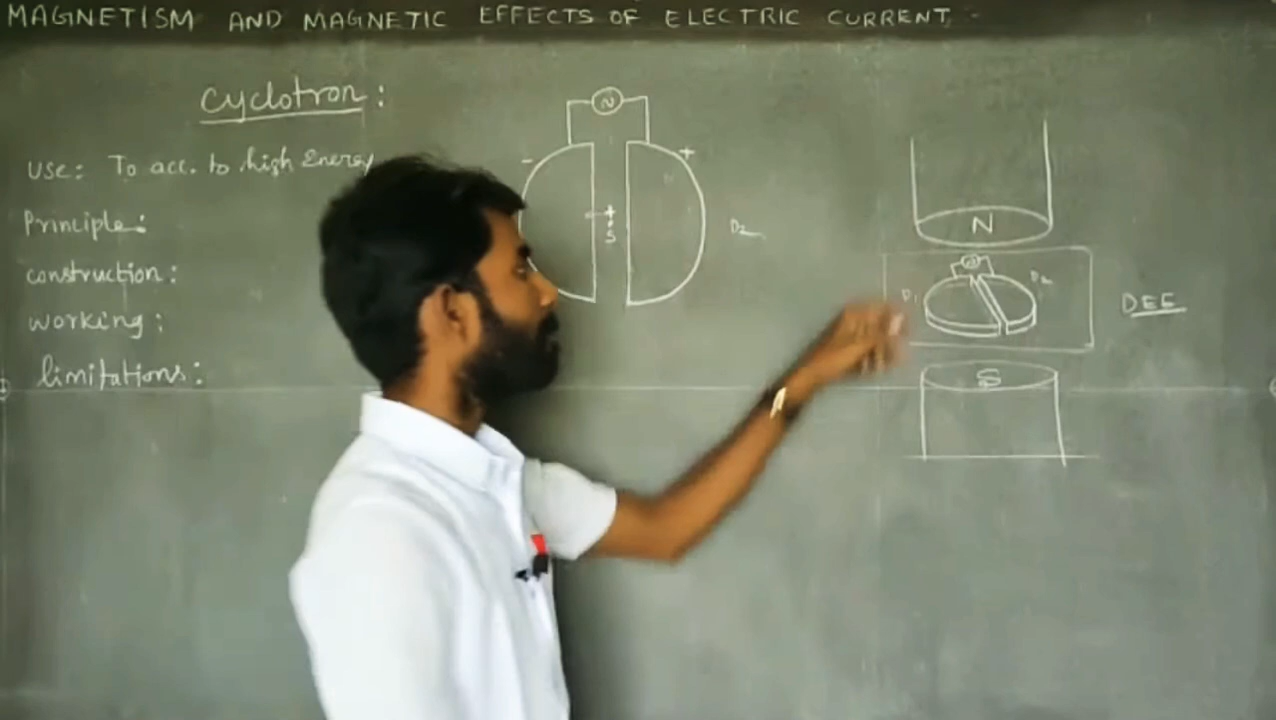 MAGNETISM AND MAGNETIC EFFECTS OF ELECTRIC CURRENT
Cyclotron:
Use: To acc. to high Energy
Principle:
construction:
working:
limitations:
~
-
+
+
S
D2
N
D1
D2
DEE
S